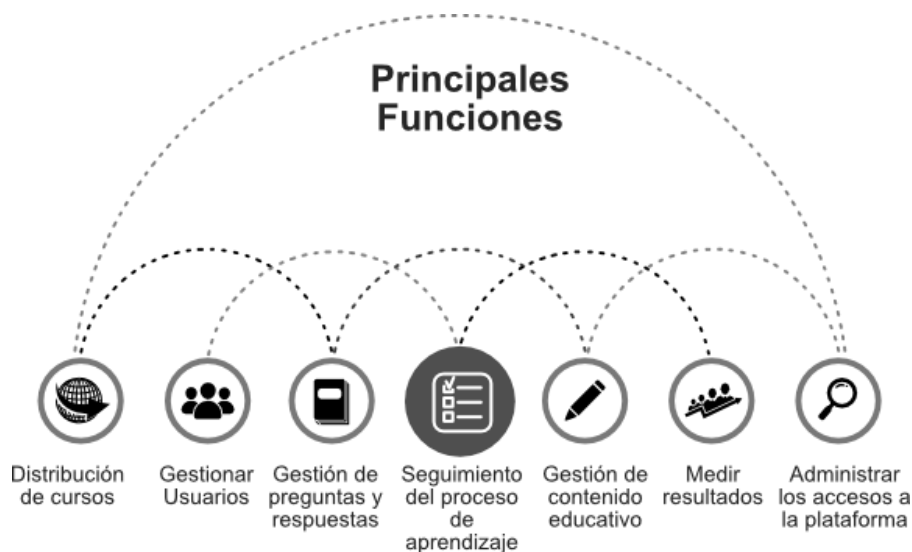 Principales
Funciones
Distribución
de cursos
Gestionar
Usuarios
Gestión de
preguntas y
respuestas
Seguimiento
del proceso
de
aprendizaje
Gestión de
contenido
educativo
Medir
resultados
Administrar
los accesos a
la plataforma